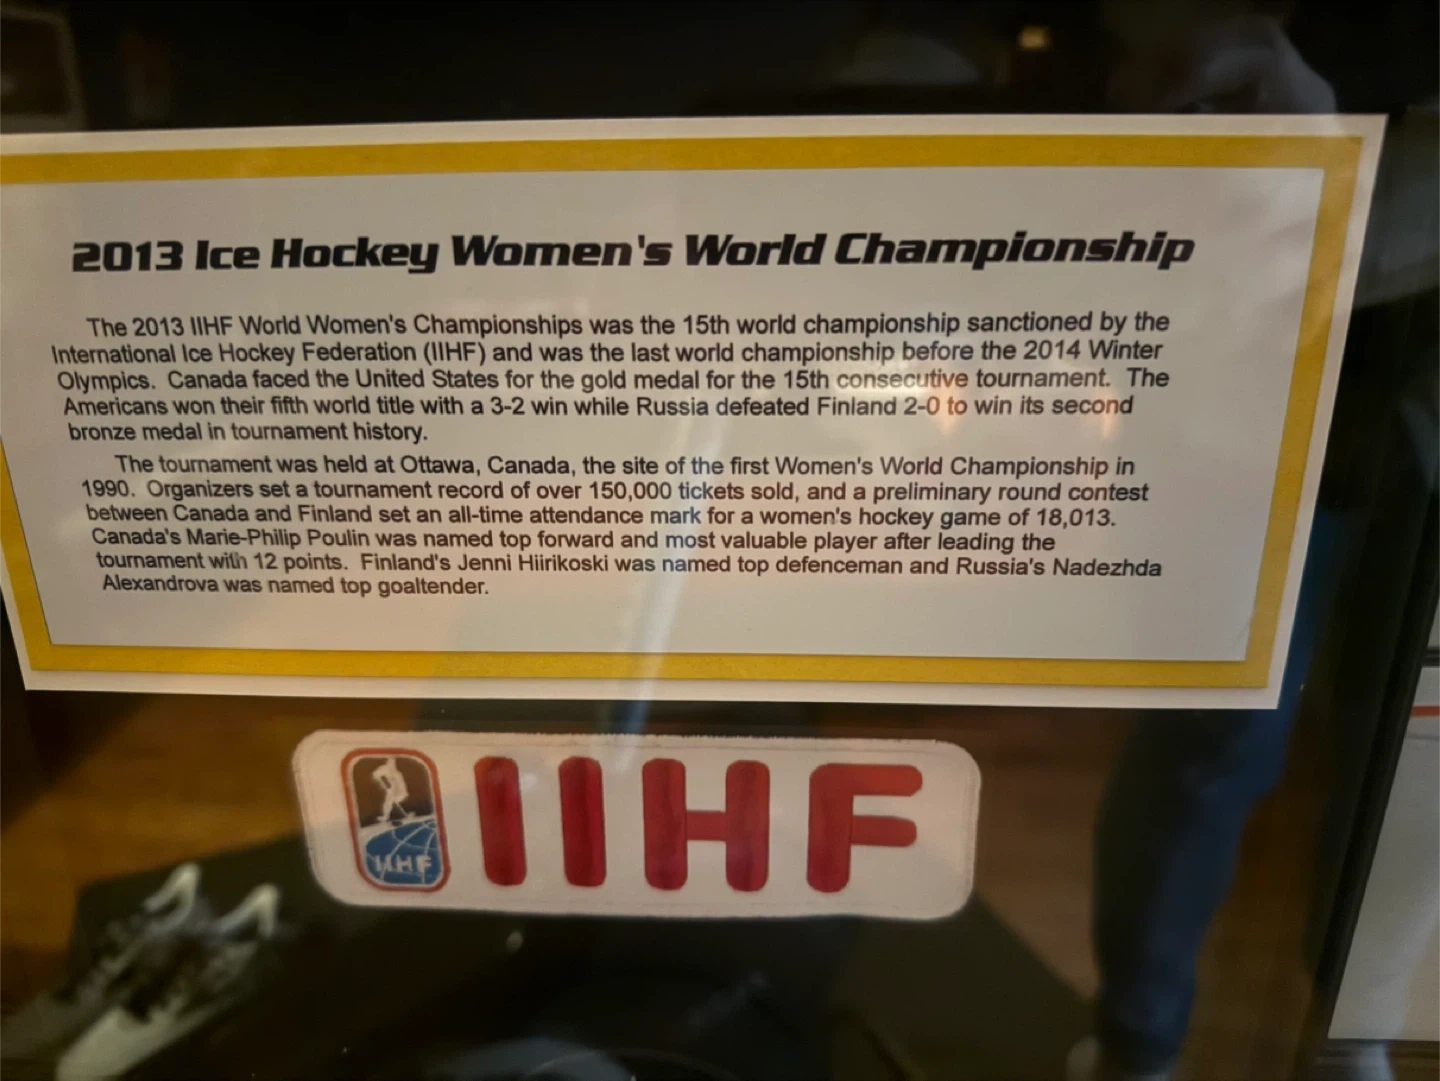 2013 Ice Hockey Women's World Championship
The 2013 IIHF World Women's Championships was the 15th world championship sanctioned by the
International Ice Hockey Federation (IIHF) and was the last world championship before the 2014 Winter
Olympics. Canada faced the United States for the gold medal for the 15th consecutive tournament. The
Americans won their fifth world title with a 3-2 win while Russia defeated Finland 2-0 to win its second
bronze medal in tournament history.
The tournament was held at Ottawa, Canada, the site of the first Women's World Championship in
1990. Organizers set a tournament record of over 150,000 tickets sold, and a preliminary round contest
between Canada and Finland set an all-time attendance mark for a women's hockey game of 18,013.
Canada's Marie-Philip Poulin was named top forward and most valuable player after leading the
tournament with 12 points. Finland's Jenni Hiirikoski was named top defenceman and Russia's Nadezhda
Alexandrova was named top goaltender.
IIHF
IIHF